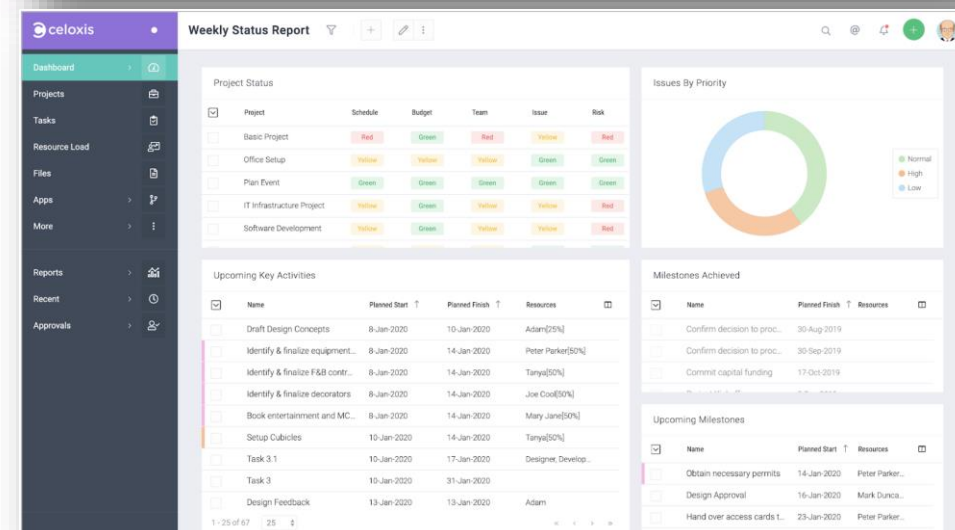 celoxis
Weekly Status Report
Dashboard
Projects
Tasks
Resource Load
Files
Apps
More
Reports
Recent
Approvals
Project Status
Project Schedule Budget Team Issue Risk
Basic Project Red Green Red Yellow Red
Office Setup Yellow Yellow Yellow Green Green
Plan Event Green Green Green Green Green
IT Infrastructure Project Yellow Green Yellow Yellow Red
Software Development Yellow Green Yellow Yellow Red
Issues By Priority
Normal
High
Low
Upcoming Key Activities
Name Planned Start ↑ Planned Finish ↑ Resources
Draft Design Concepts 8-Jan-2020 10-Jan-2020 Adam[25%]
Identify & finalize equipment... 8-Jan-2020 14-Jan-2020 Peter Parker[50%]
Identify & finalize F&B contr... 8-Jan-2020 14-Jan-2020 Tanya[50%]
Identify & finalize decorators 8-Jan-2020 14-Jan-2020 Joe Cool[50%]
Book entertainment and MC... 8-Jan-2020 14-Jan-2020 Mary Jane[50%]
Setup Cubicles 10-Jan-2020 14-Jan-2020 Tanya[50%]
Task 3.1 10-Jan-2020 17-Jan-2020 Designer, Develop...
Task 3 10-Jan-2020 31-Jan-2020
Design Feedback 13-Jan-2020 13-Jan-2020 Adam
1 - 25 of 67 25
Milestones Achieved
Name Planned Finish ↑ Resources
Confirm decision to proc... 30-Aug-2019
Confirm decision to proc... 30-Sep-2019
Commit capital funding 17-Oct-2019
Upcoming Milestones
Name Planned Start ↑ Resources
Obtain necessary permits 14-Jan-2020 Peter Parker...
Design Approval 16-Jan-2020 Mark Dunca...
Hand over access cards t... 23-Jan-2020 Peter Parker...